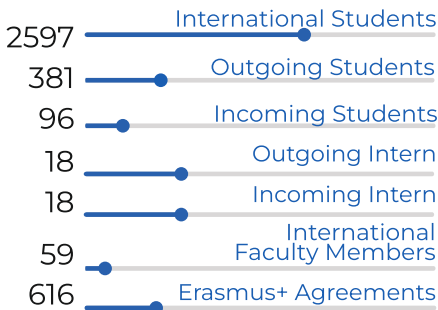 International Students
2597
Outgoing Students
381
Incoming Students
96
Outgoing Intern
18
Incoming Intern
18
International
Faculty Members
59
Erasmus+ Agreements
616